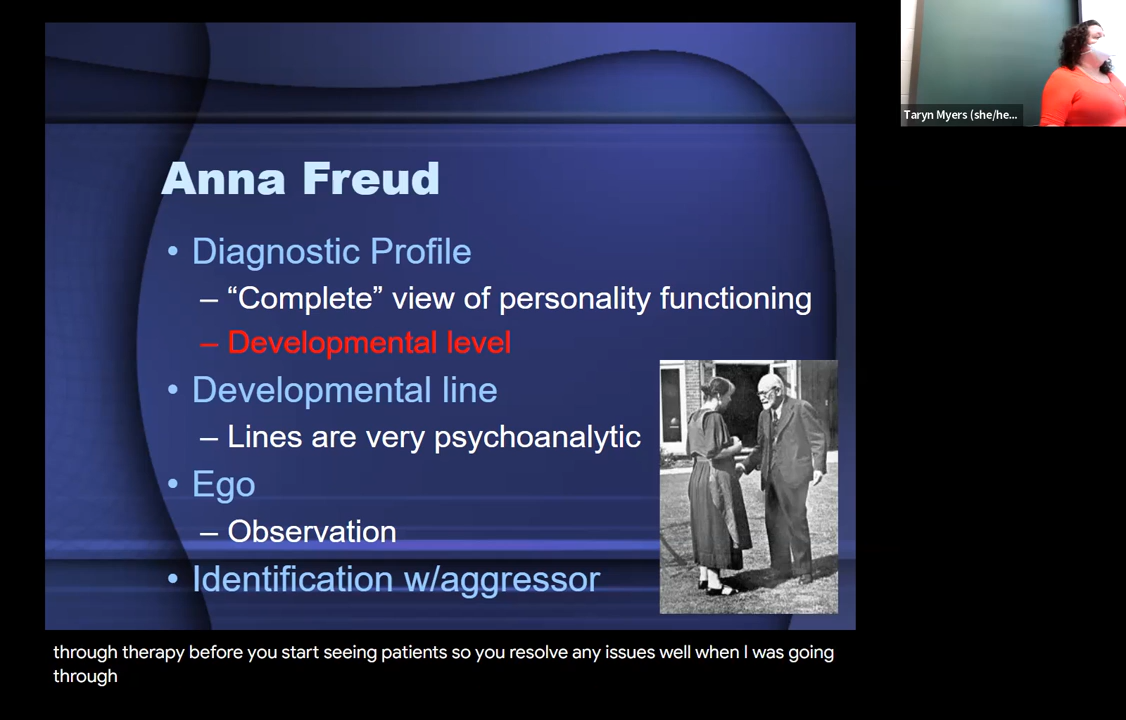 Anna Freud
• Diagnostic Profile
– “Complete” view of personality functioning
– Developmental level
• Developmental line
– Lines are very psychoanalytic
• Ego
– Observation
• Identification w/aggressor
Taryn Myers (she/he...
through therapy before you start seeing patients so you resolve any issues well when I was going
through